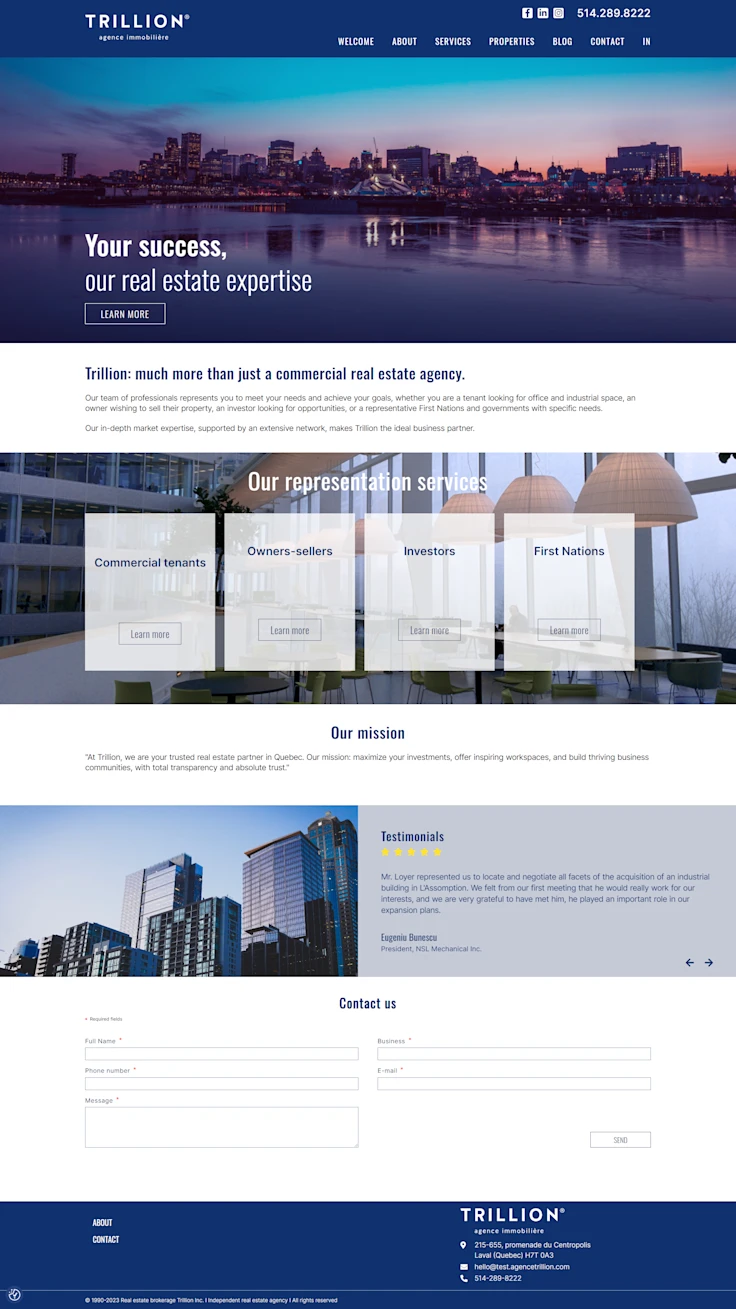 TRILLION®
agence immobilière
514.289.8222
WELCOME ABOUT SERVICES PROPERTIES BLOG CONTACT IN
Your success,
our real estate expertise
LEARN MORE
Trillion: much more than just a commercial real estate agency.
Our team of professionals represents you to meet your needs and achieve your goals, whether you are a tenant looking for office and industrial space, an
owner wishing to sell their property, an investor looking for opportunities, or a representative First Nations and governments with specific needs.
Our in-depth market expertise, supported by an extensive network, makes Trillion the ideal business partner.
Our representation services
Commercial tenants
Learn more
Owners-sellers
Learn more
Investors
Learn more
First Nations
Learn more
Our mission
"At Trillion, we are your trusted real estate partner in Quebec. Our mission: maximize your investments, offer inspiring workspaces, and build thriving business
communities, with total transparency and absolute trust."
Testimonials
Mr. Loyer represented us to locate and negotiate all facets of the acquisition of an industrial
building in L'Assomption. We felt from our first meeting that he would really work for our
interests, and we are very grateful to have met him, he played an important role in our
expansion plans.
Eugeniu Bunescu
President, NSL Mechanical Inc.
Contact us
* Required fields
Full Name *
Business *
Phone number *
E-mail *
Message *
SEND
ABOUT
CONTACT
TRILLION®
agence immobilière
215-655, promenade du Centropolis
Laval (Quebec) H7T 0A3
hello@test.agencetrillion.com
514-289-8222
© 1990-2023 Real estate brokerage Trillion Inc. I Independent real estate agency I All rights reserved